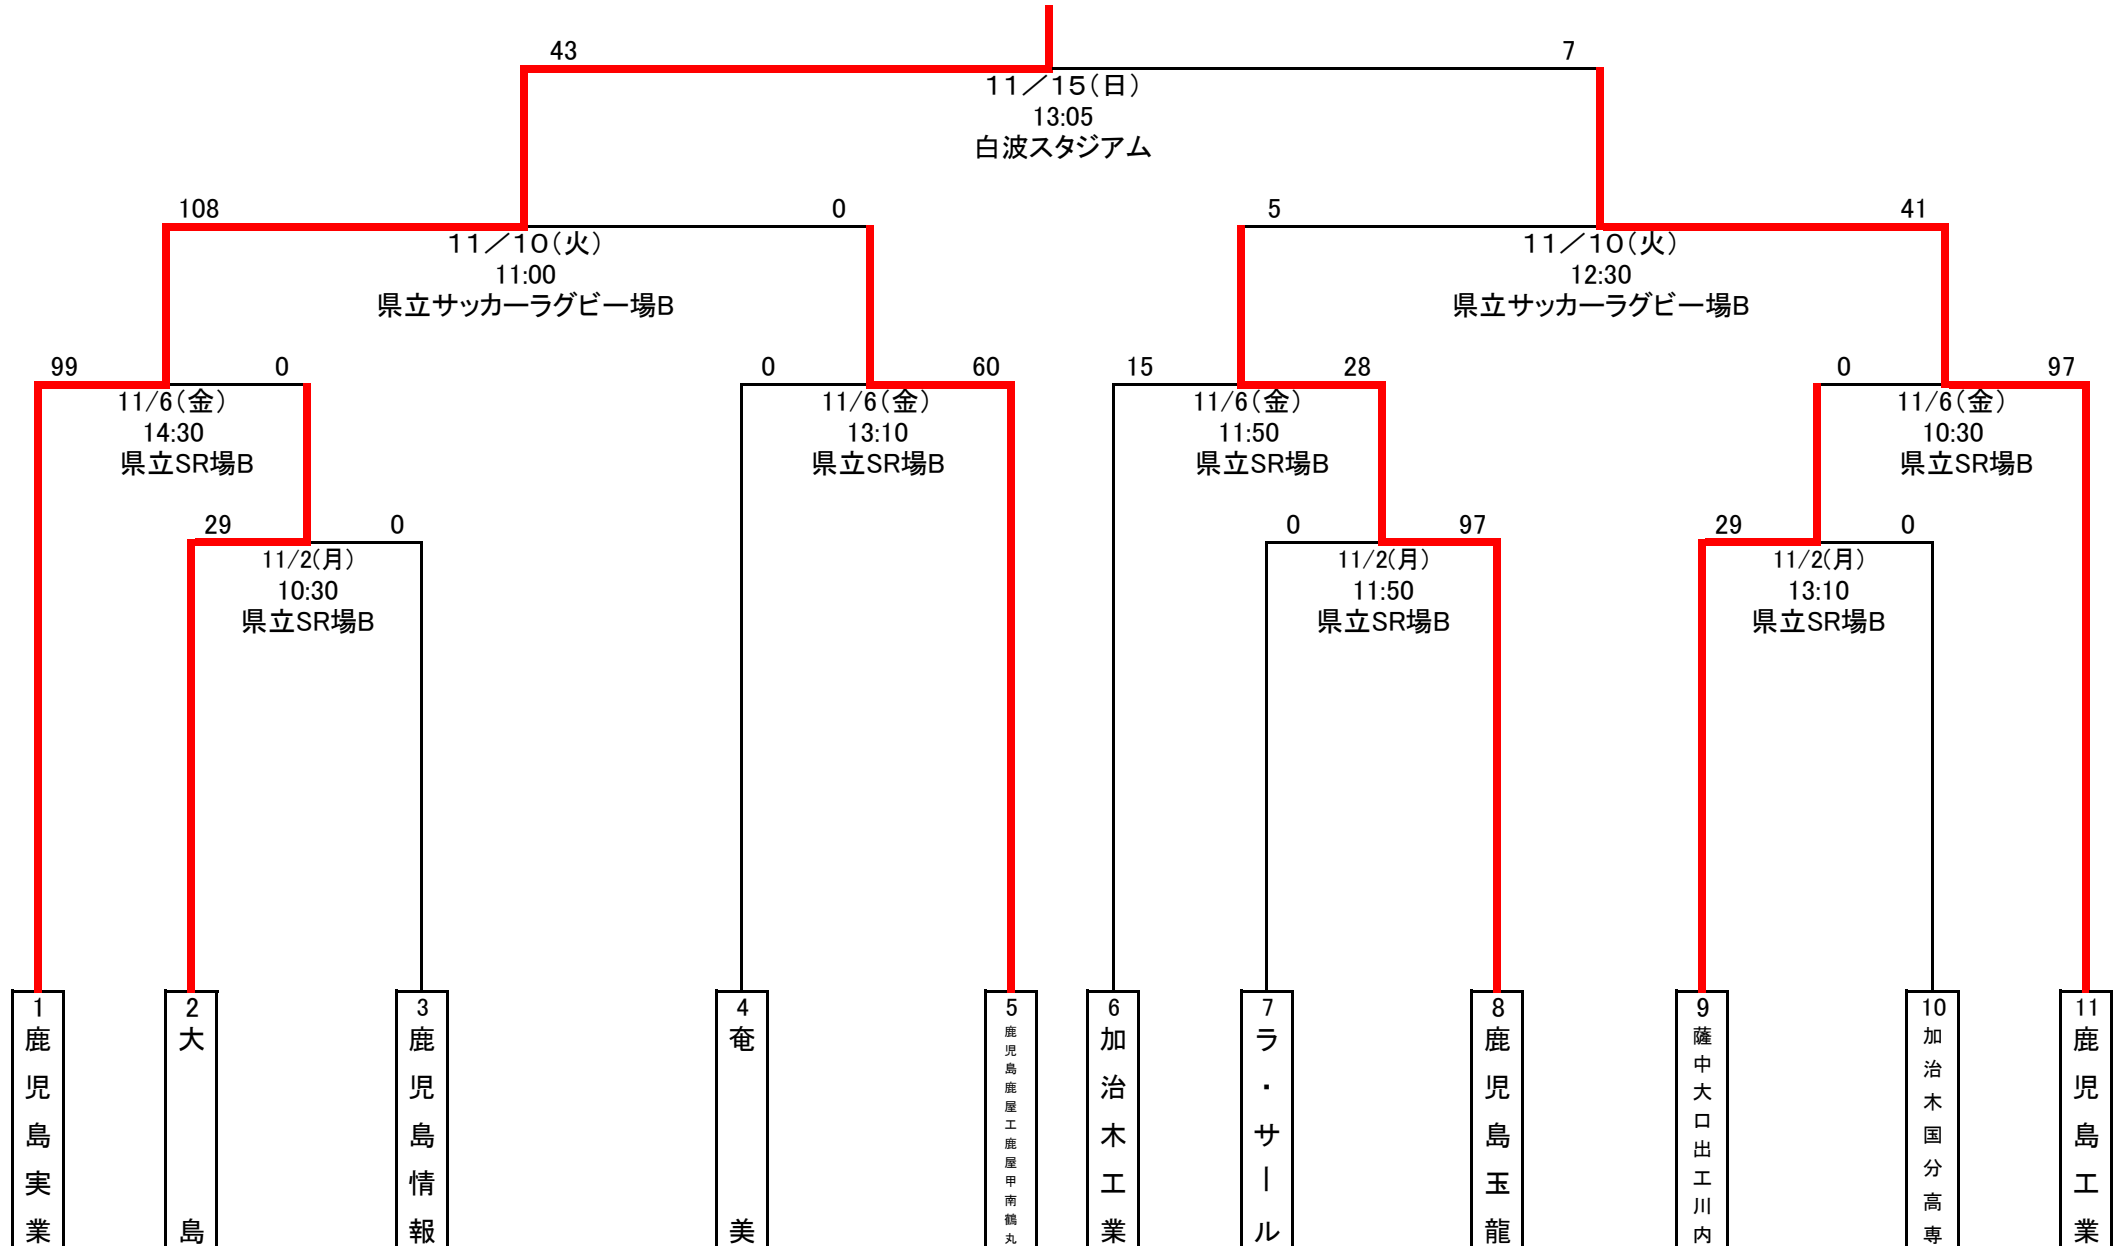 43
7
11／15（日）
13:05
白波スタジアム
108
0
5
41
11／10（火）
11:00
県立サッカーラグビー場B
11／10（火）
12:30
県立サッカーラグビー場B
99
0
0
60
15
28
0
97
11/6（金）
14:30
県立SR場B
11/6（金）
13:10
県立SR場B
11/6（金）
11:50
県立SR場B
11/6（金）
10:30
県立SR場B
29
0
0
97
29
0
11/2(月)
10:30
県立SR場B
11/2(月)
11:50
県立SR場B
11/2(月)
13:10
県立SR場B
1
鹿児島実業
2
大島
3
鹿児島情報
4
奄美
5
鹿児島鹿屋工鹿屋甲南鶴丸
6
加治木工業
7
ラ・サール
8
鹿児島玉龍
9
薩中大口出工川内
10
加治木国分高専
11
鹿児島工業